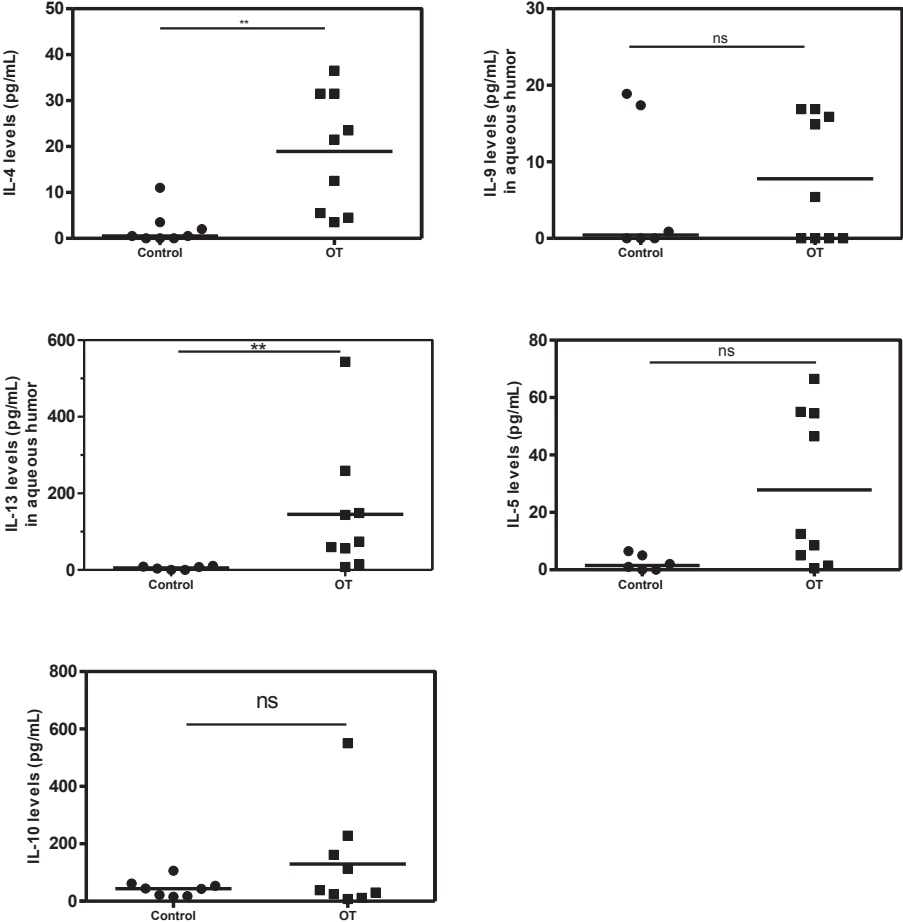 50
40
30
20
10
0
IL-4 levels (pg/mL)
**
Control
OT
30
20
10
0
IL-9 levels (pg/mL)
in aqueous humor
ns
Control
OT
600
400
200
0
IL-13 levels (pg/mL)
in aqueous humor
**
Control
OT
80
60
40
20
0
IL-5 levels (pg/mL)
ns
Control
OT
800
600
400
200
0
IL-10 levels (pg/mL)
ns
Control
OT